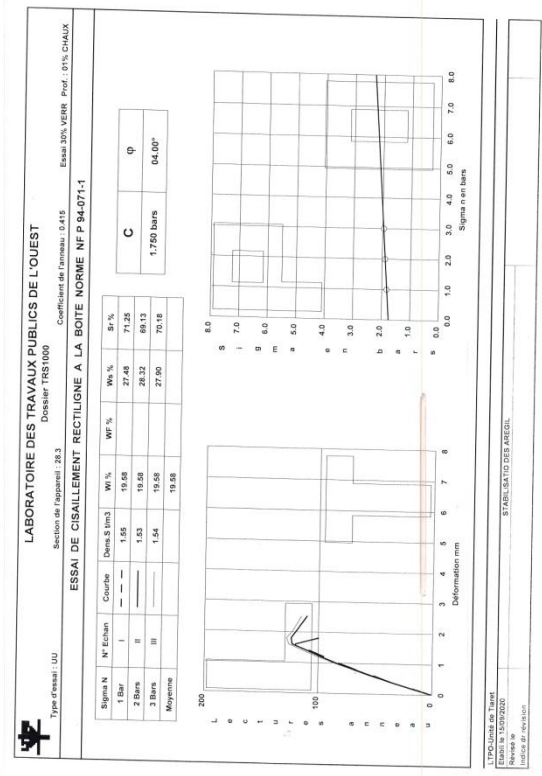 LABORATOIRE DES TRAVAUX PUBLICS DE L'OUEST
Dossier TRS1000
Type d'essai : UU
Section de l'appareil : 28.3
Coefficient de l'anneau : 0.415
Essai 30% VERR
Prof. : 01% CHAUX
ESSAI DE CISAILLEMENT RECTILIGNE A LA BOITE NORME NF P 94-071-1
Sigma N N° Echan Courbe Dens.S t/m3 WI % WF % Ws % Sr %
1 Bar I 1.55 19.58 27.48 71.25
2 Bars II 1.53 19.58 28.32 69.13
3 Bars III 1.54 19.58 27.90 70.18
Moyenne 19.58
C φ
1.750 bars 04.00°
Lectures anneau
200
100
0
0 1 2 3 4 5 6 7 8
Déformation mm
Sigma en bars
8.0
7.0
6.0
5.0
4.0
3.0
2.0
1.0
0.0
0.0 1.0 2.0 3.0 4.0 5.0 6.0 7.0 8.0
Sigma n en bars
LTPO-Unité de Tiaret
Etabli le 15/09/2020
STABILISATIO DES AREGIL
Révisé le
Indice dr révision